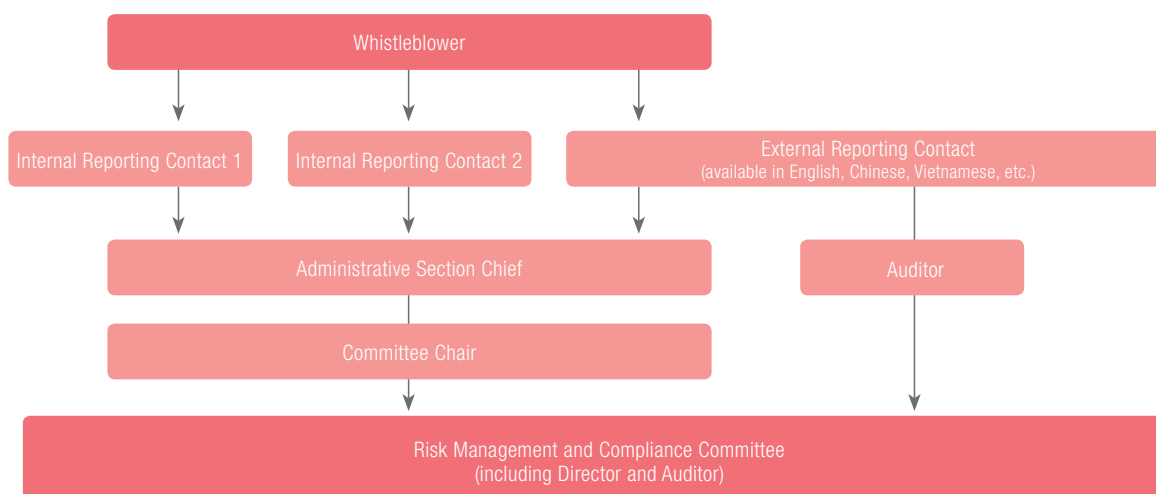 Whistleblower
Internal Reporting Contact 1
Internal Reporting Contact 2
External Reporting Contact
(available in English, Chinese, Vietnamese, etc.)
Administrative Section Chief
Auditor
Committee Chair
Risk Management and Compliance Committee
(including Director and Auditor)